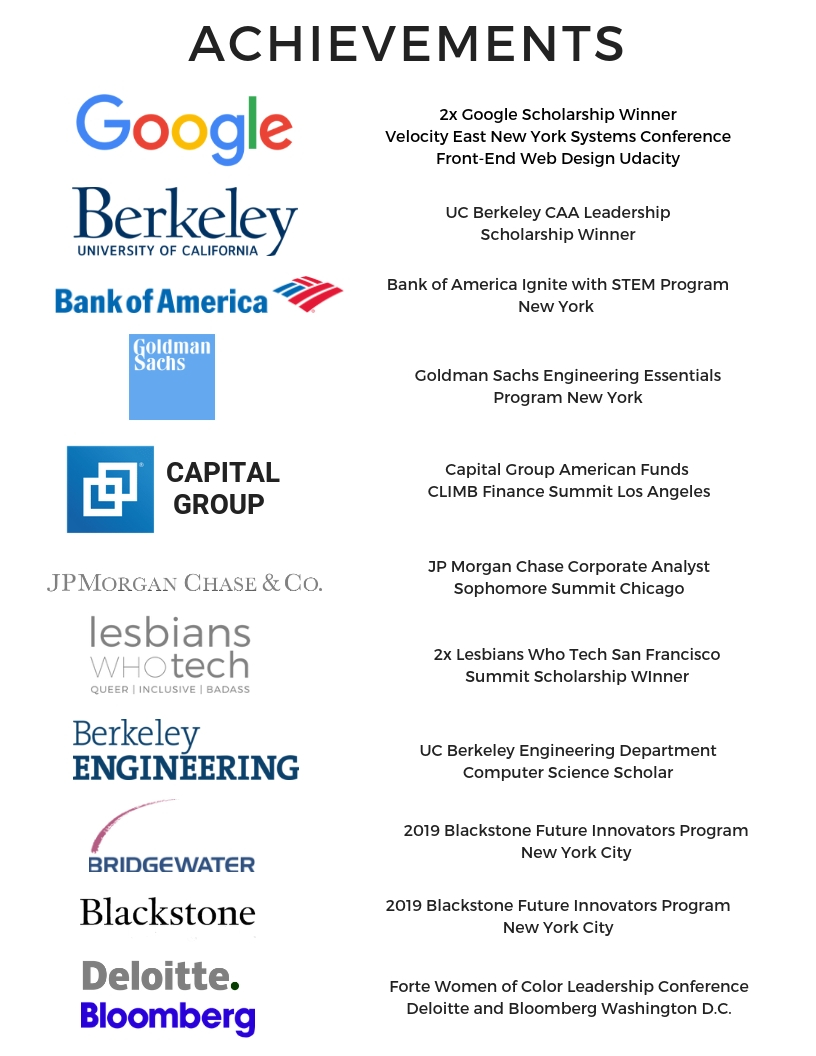 ACHIEVEMENTS
Google
2x Google Scholarship Winner
Velocity East New York Systems Conference
Front-End Web Design Udacity
Berkeley
UNIVERSITY OF CALIFORNIA
UC Berkeley CAA Leadership
Scholarship Winner
Bank of America
Bank of America Ignite with STEM Program
New York
Goldman
Sachs
Goldman Sachs Engineering Essentials
Program New York
CAPITAL
GROUP
Capital Group American Funds
CLIMB Finance Summit Los Angeles
JPMORGAN CHASE & CO.
JP Morgan Chase Corporate Analyst
Sophomore Summit Chicago
lesbians
WHO tech
QUEER | INCLUSIVE | BADASS
2x Lesbians Who Tech San Francisco
Summit Scholarship WInner
Berkeley
ENGINEERING
UC Berkeley Engineering Department
Computer Science Scholar
BRIDGEWATER
2019 Blackstone Future Innovators Program
New York City
Blackstone
2019 Blackstone Future Innovators Program
New York City
Deloitte.
Bloomberg
Forte Women of Color Leadership Conference
Deloitte and Bloomberg Washington D.C.